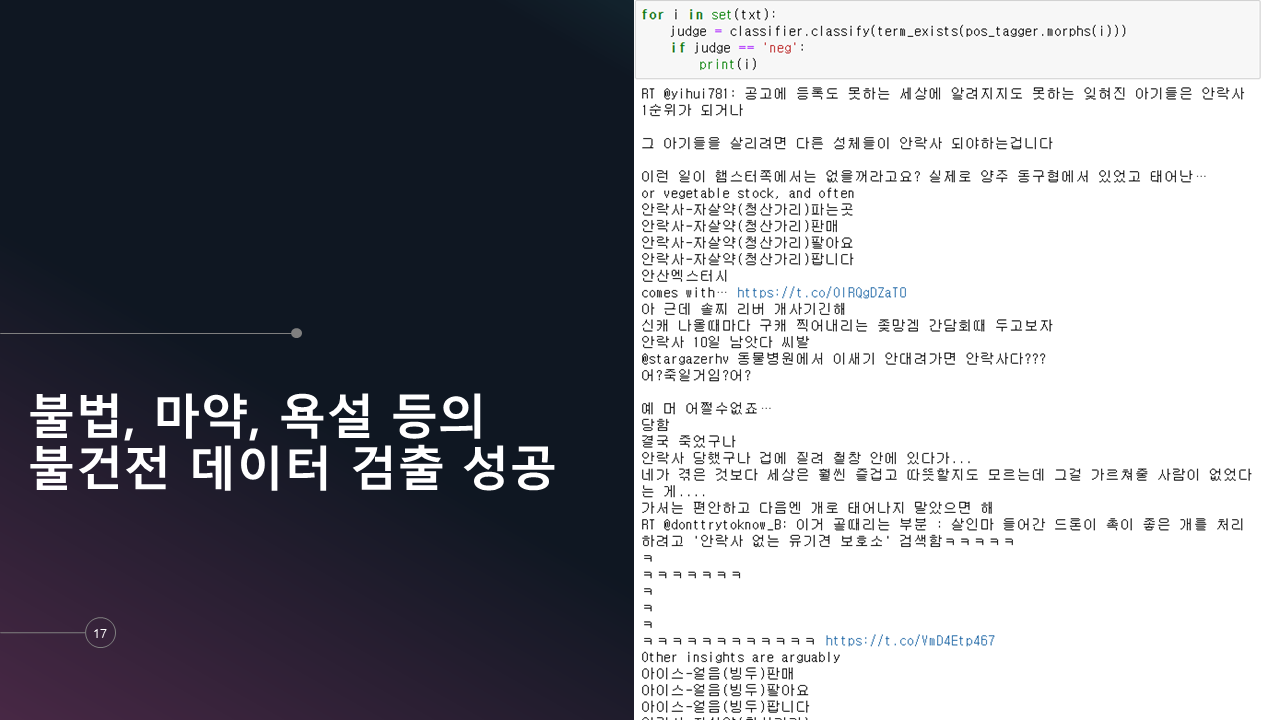 불법, 마약, 욕설 등의
불건전 데이터 검출 성공
17
for i in set(txt):
judge = classifier.classify(term_exists(pos_tagger.morphs(i)))
if judge == 'neg':
print(i)
RT @yihui781: 공고에 등록도 못하는 세상에 알려지지도 못하는 잊혀진 아기들은 안락사
1순위가 되거나
그 아기들을 살리려면 다른 성체들이 안락사 되야하는겁니다
이런 일이 햄스터쪽에서는 없을꺼라고요? 실제로 양주 동구협에서 있었고 태어난…
or vegetable stock, and often
안락사-자살약(청산가리)파는곳
안락사-자살약(청산가리)판매
안락사-자살약(청산가리)팔아요
안락사-자살약(청산가리)팝니다
안산엑스터시
comes with… https://t.co/OIRQgDZaTO
아 근데 솔찌 리버 개사기긴해
신캐 나올때마다 구캐 찍어내리는 좆망겜 간담회때 두고보자
안락사 10일 남앗다 씨발
@stargazerhv 동물병원에서 이새기 안대려가면 안락사다???
어?죽일거임?어?
예 머 어쩔수없죠…
당함
결국 죽었구나
안락사 당했구나 겁에 질려 철창 안에 있다가...
네가 겪은 것보다 세상은 훨씬 즐겁고 따뜻할지도 모르는데 그걸 가르쳐줄 사람이 없었다
는 게....
가서는 편안하고 다음엔 개로 태어나지 말았으면 해
RT @donttrytoknow_B: 이거 골때리는 부분 : 살인마 들어간 드론이 촉이 좋은 개를 처리
하려고 '안락사 없는 유기견 보호소' 검색함ㅋㅋㅋㅋㅋ
ㅋ
ㅋㅋㅋㅋㅋㅋㅋ
ㅋ
ㅋ
ㅋ
ㅋㅋㅋㅋㅋㅋㅋㅋㅋㅋㅋㅋ https://t.co/VmD4Etp467
Other insights are arguably
아이스-얼음(빙두)판매
아이스-얼음(빙두)팔아요
아이스-얼음(빙두)팝니다